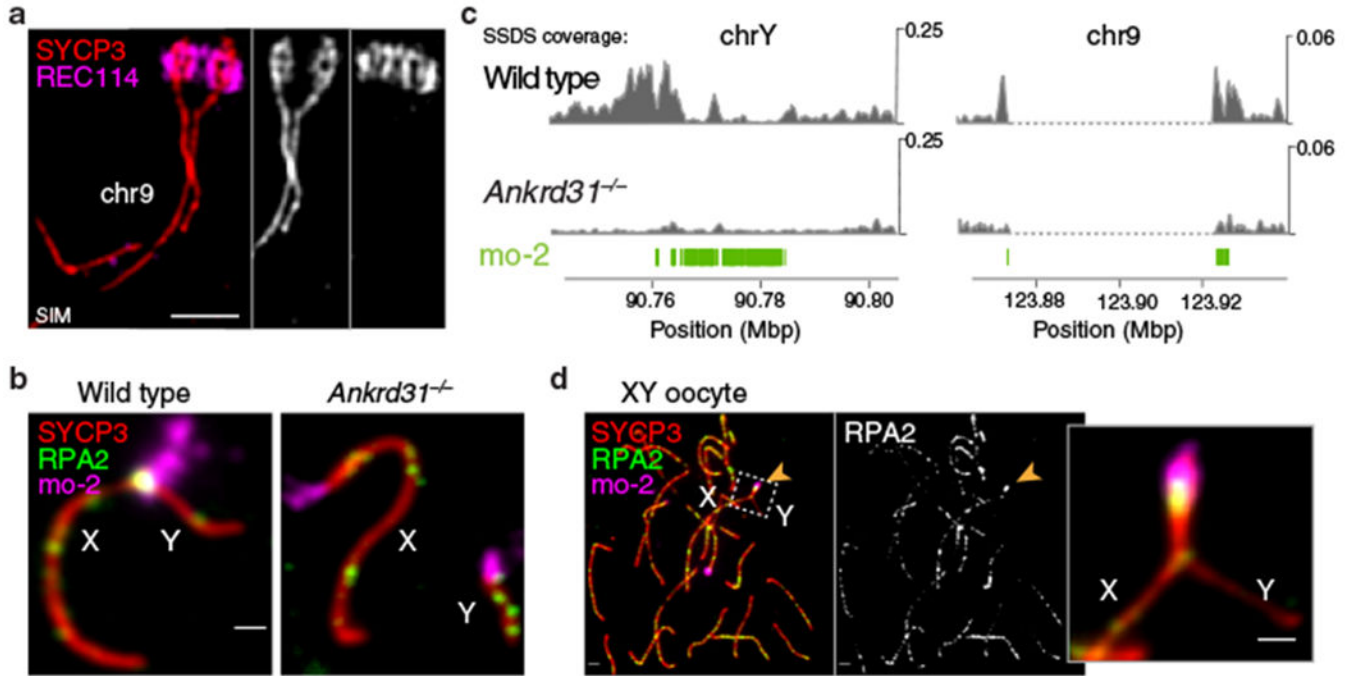 a
SYCP3
REC114
chr9
SIM
c
SSDS coverage:
chrY
chr9
Wild type
0.25
0.06
Ankrd31–/–
0.25
0.06
mo-2
90.76 90.78 90.80
123.88 123.90 123.92
Position (Mbp)
Position (Mbp)
b
Wild type
Ankrd31–/–
SYCP3
RPA2
mo-2
X
Y
X
Y
d
XY oocyte
SYCP3
RPA2
mo-2
X
Y
RPA2
X
Y